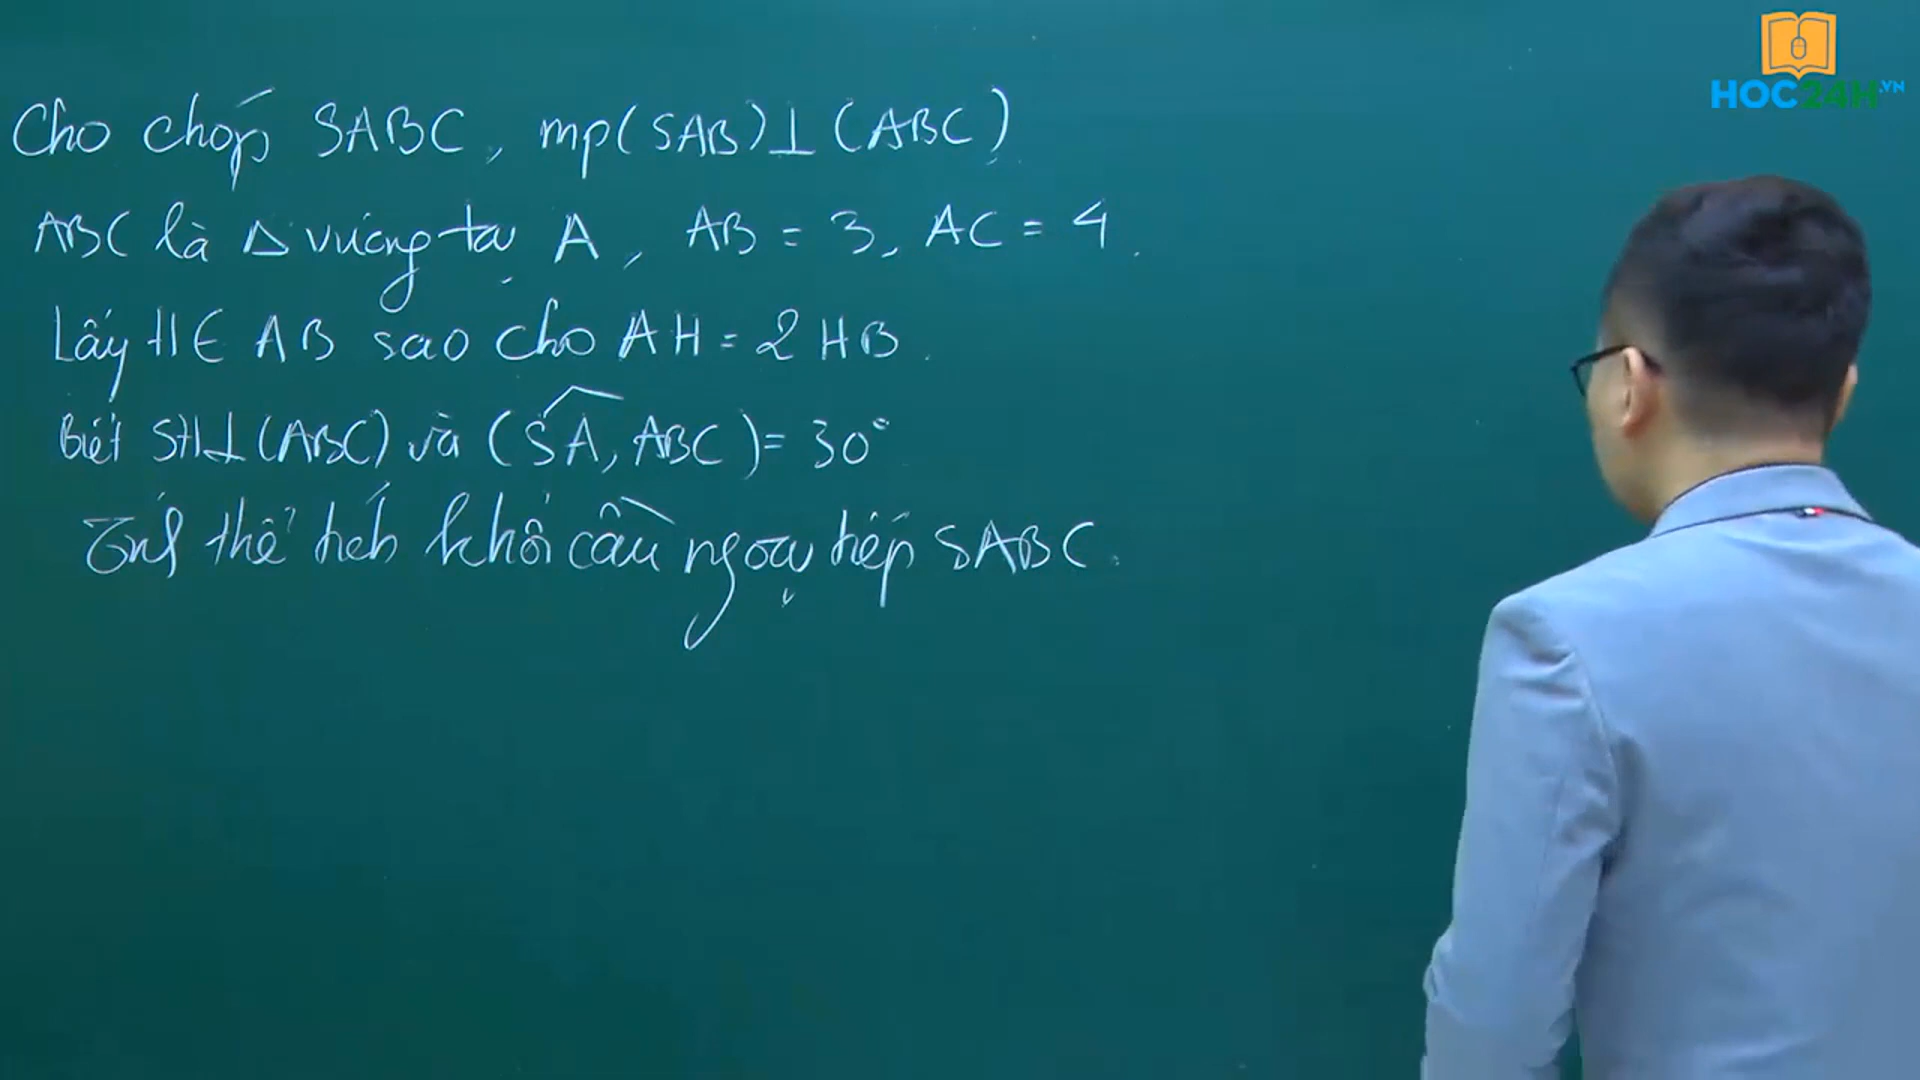 HOC24H.VN
Cho chóp SABC, mp(SAB)⊥(ABC)
ABC là Δ vuông tại A, AB = 3, AC = 4.
Lấy H ∈ AB sao cho AH = 2HB.
Biết SH⊥(ABC) và (SA, ABC) = 30°
Tính thể tích khối cầu ngoại tiếp SABC.